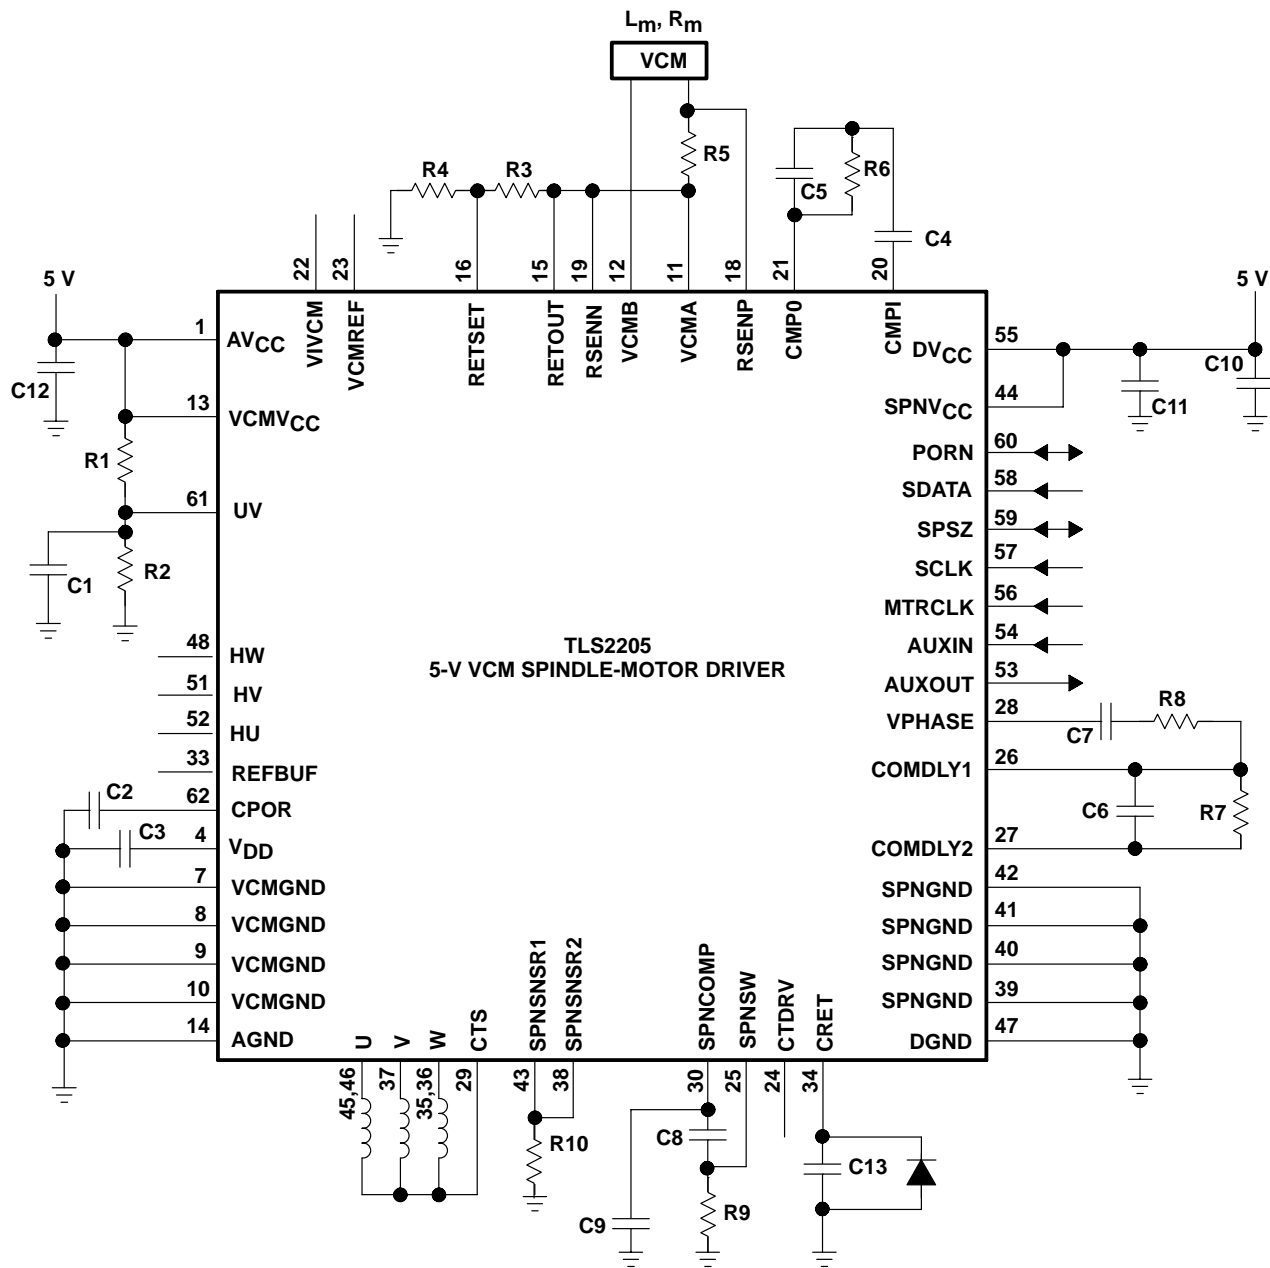 Lm, Rm
VCM
R5
R4
R3
C5
R6
C4
22
23
16
15
19
12
11
18
21
20
5 V
5 V
VIVCM
VCMREF
RETSET
RETOUT
RSENN
VCMB
VCMA
RSENP
CMP0
CMPI
1
AVCC
C12
13
VCMVCC
R1
61
UV
C1
R2
48
HW
51
HV
52
HU
33
REFBUF
C2
62
CPOR
C3
4
VDD
7
VCMGND
8
VCMGND
9
VCMGND
10
VCMGND
14
AGND
TLS2205
5-V VCM SPINDLE-MOTOR DRIVER
DVCC
55
C10
C11
SPNVCC
44
PORN
60
SDATA
58
SPSZ
59
SCLK
57
MTRCLK
56
AUXIN
54
AUXOUT
53
VPHASE
28
C7
R8
COMDLY1
26
C6
R7
COMDLY2
27
SPNGND
42
SPNGND
41
SPNGND
40
SPNGND
39
DGND
47
U
V
W
CTS
SPNSNSR1
SPNSNSR2
SPNCOMP
SPNSW
CTDRV
CRET
45,46
37
35,36
29
43
38
30
25
24
34
R10
C8
C9
R9
C13